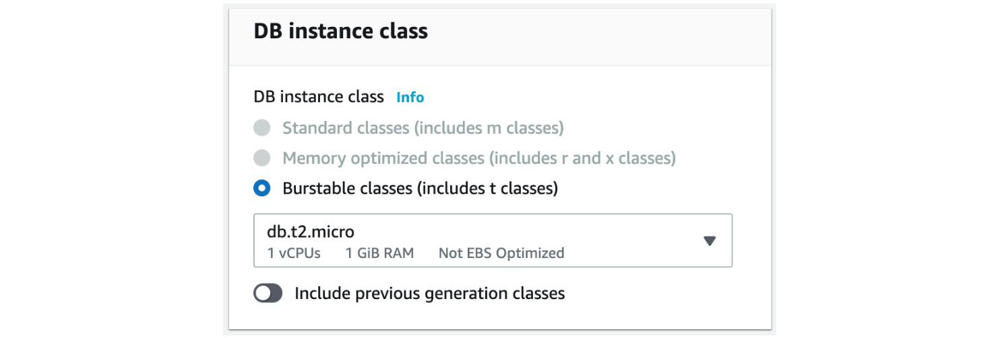 DB instance class
DB instance class Info
Standard classes (includes m classes)
Memory optimized classes (includes r and x classes)
Burstable classes (includes t classes)
db.t2.micro
1 vCPUs 1 GiB RAM Not EBS Optimized
Include previous generation classes